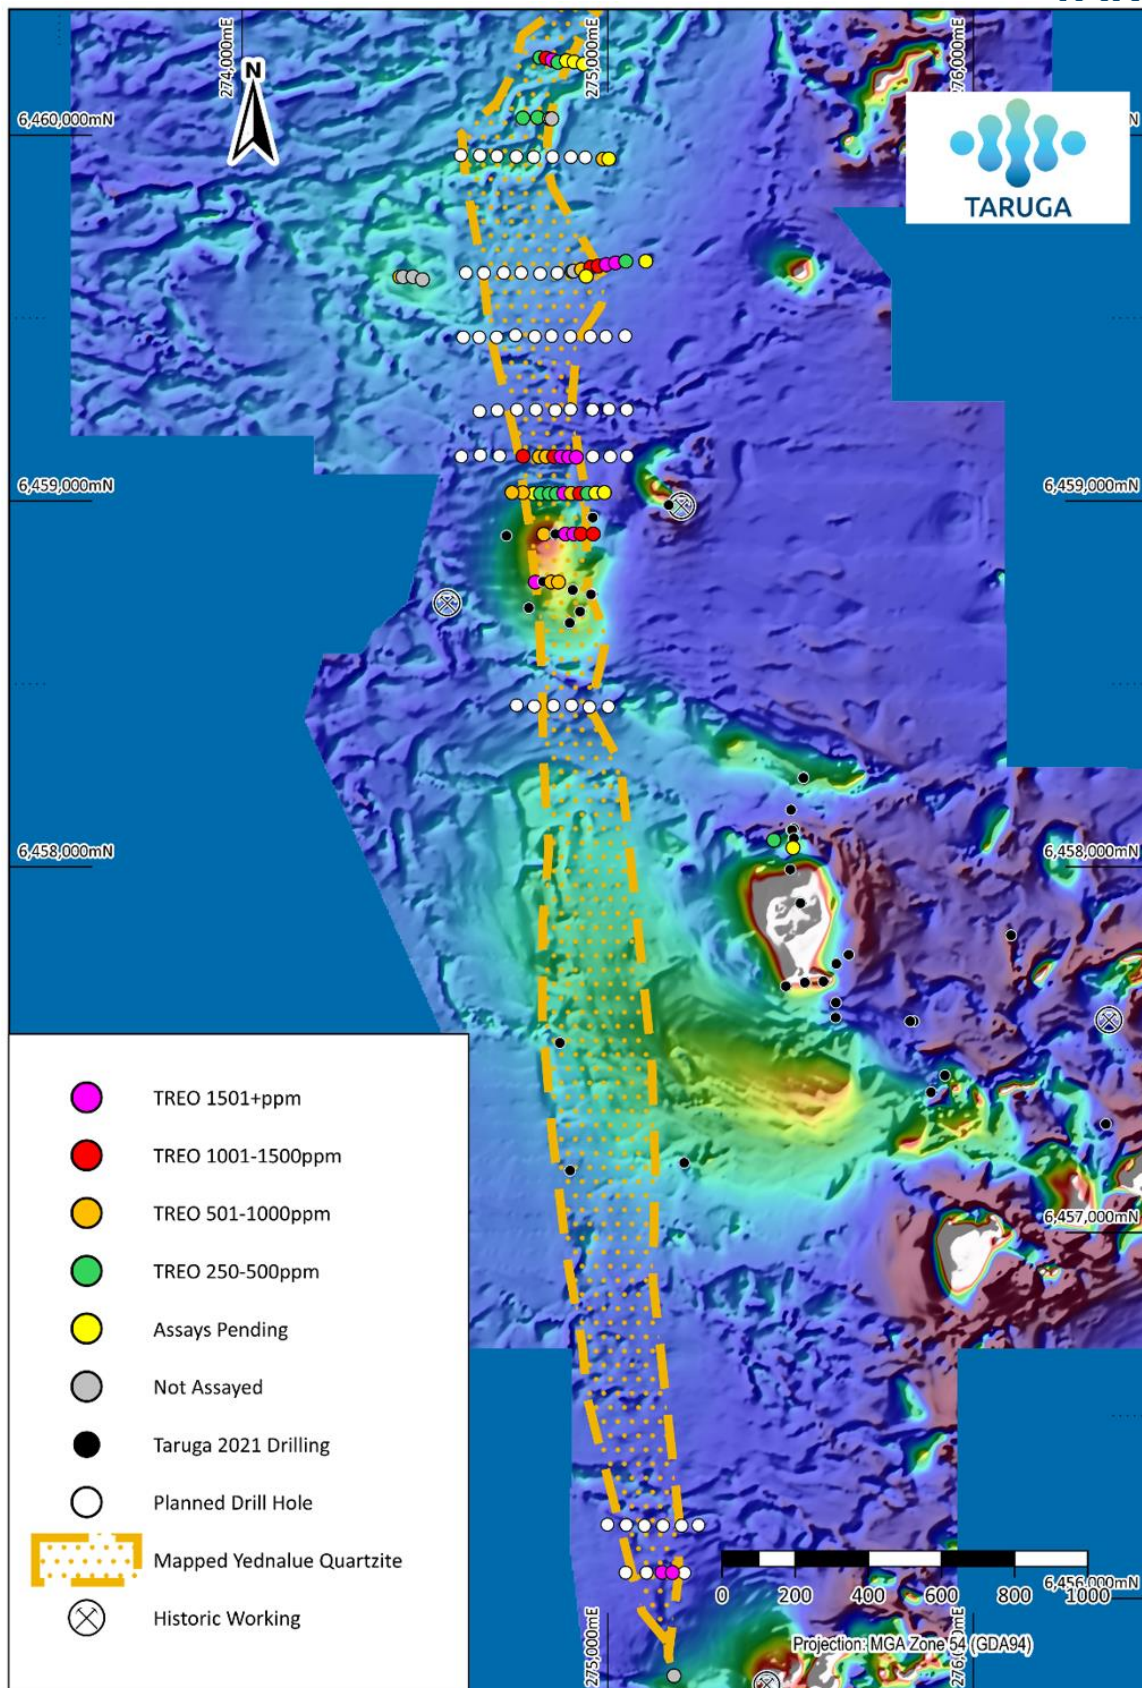 274,000mE
275,000mE
276,000mE
N
6,460,000mN
N
TARUGA
6,459,000mN
6,459,000mN
6,458,000mN
6,458,000mN
TREO 1501+ppm
TREO 1001-1500ppm
6,457,000mN
TREO 501-1000ppm
TREO 250-500ppm
Assays Pending
Not Assayed
Taruga 2021 Drilling
Planned Drill Hole
Mapped Yednalue Quartzite
Historic Working
0 200 400 600 800 1000
6,456,000mN
275,000mE
276,0
mE
Projection: MGA Zone 54 (GDA94)